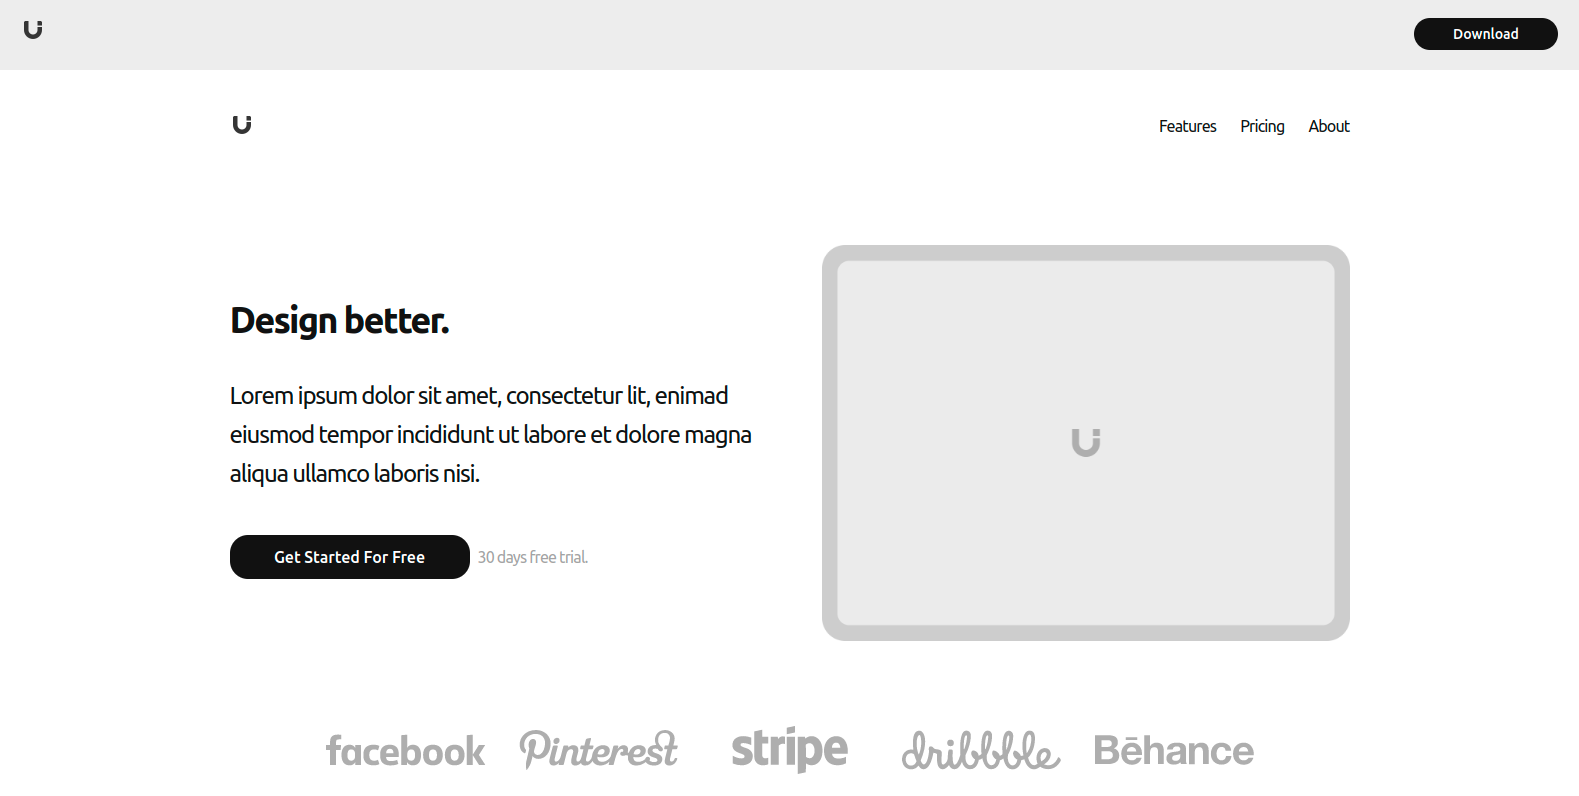 Download
Features Pricing About
Design better.
Lorem ipsum dolor sit amet, consectetur lit, enimad
eiusmod tempor incididunt ut labore et dolore magna
aliqua ullamco laboris nisi.
Get Started For Free 30 days free trial.
facebook Pinterest stripe dribbble Bēhance